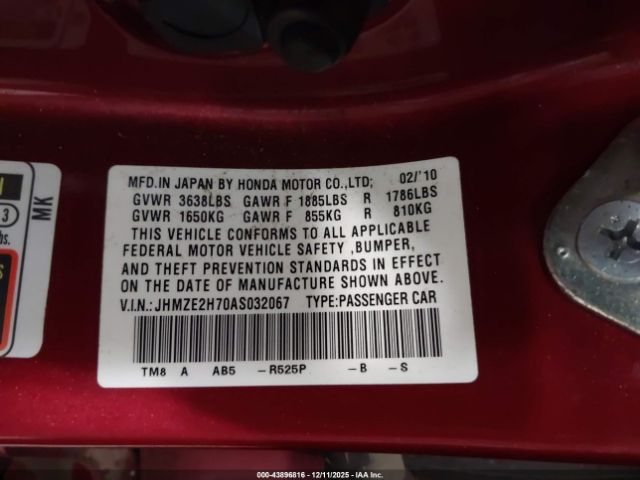 MFD.IN JAPAN BY HONDA MOTOR CO.,LTD; 02/'10
GVWR 3638LBS GAWR F 1885LBS R 1786LBS
GVWR 1650KG GAWR F 855KG R 810KG
THIS VEHICLE CONFORMS TO ALL APPLICABLE
FEDERAL MOTOR VEHICLE SAFETY ,BUMPER,
AND THEFT PREVENTION STANDARDS IN EFFECT
ON THE DATE OF MANUFACTURE SHOWN ABOVE.
V.I.N.: JHMZE2H70AS032067 TYPE:PASSENGER CAR
TM8 A AB5 -R525P -B -S
3
bs.
MK
000-43896816 - 12/11/2025 - IAA Inc.